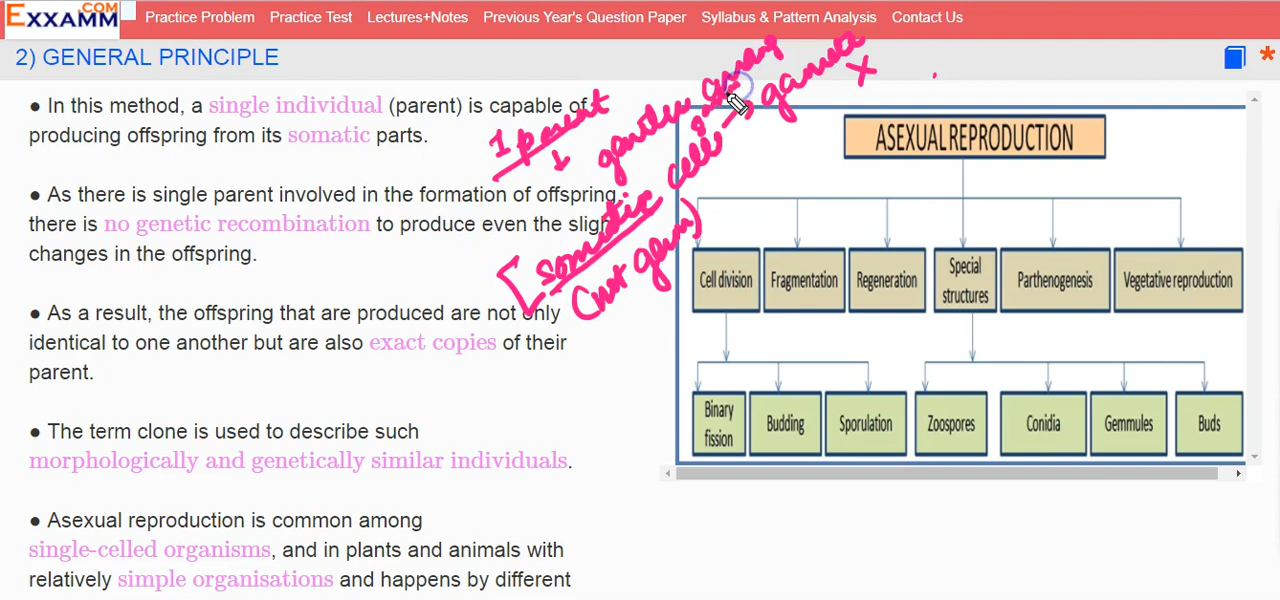 EXXAMM.COM
Practice Problem Practice Test Lectures+Notes Previous Year's Question Paper Syllabus & Pattern Analysis Contact Us
2) GENERAL PRINCIPLE
● In this method, a single individual (parent) is capable of
producing offspring from its somatic parts.
● As there is single parent involved in the formation of offspring,
there is no genetic recombination to produce even the sligh
changes in the offspring.
● As a result, the offspring that are produced are not only
identical to one another but are also exact copies of their
parent.
● The term clone is used to describe such
morphologically and genetically similar individuals.
● Asexual reproduction is common among
single-celled organisms, and in plants and animals with
relatively simple organisations and happens by different
1 parent
↓
[somatic cell → gamete X
(not germ)
ASEXUAL REPRODUCTION
Cell division Fragmentation Regeneration Special structures Parthenogenesis Vegetative reproduction
Binary fission Budding Sporulation Zoospores Conidia Gemmules Buds